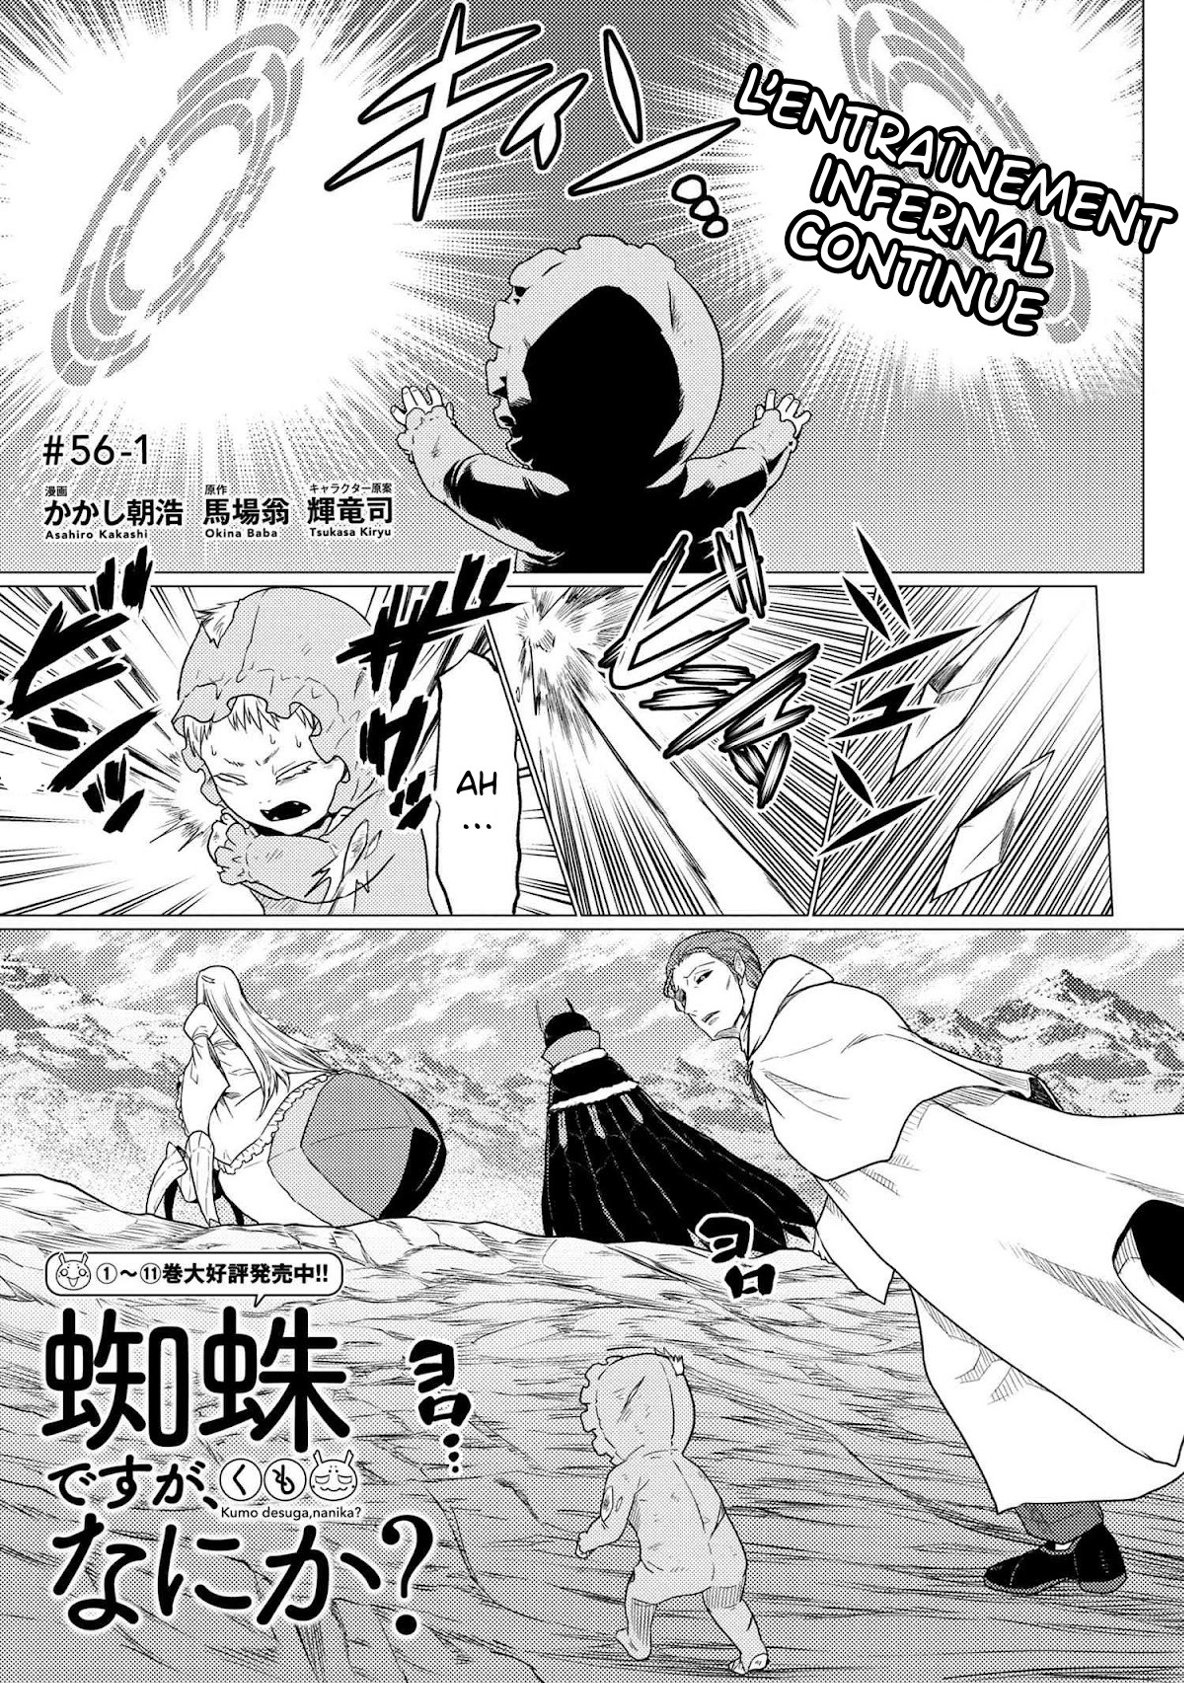 キィン…
L'ENTRAÎNEMENT
INFERNAL
CONTINUE
#56-1
漫画
かかし朝浩
Asahiro Kakashi
原作
馬場翁
Okina Baba
キャラクター原案
輝竜司
Tsukasa Kiryu
ビュ
ビシッ
AH
...
ヨロ
ヨロ…
①～⑪巻大好評発売中!!
蜘蛛
ですが、
くも
Kumo desuga,nanika?
なにか?